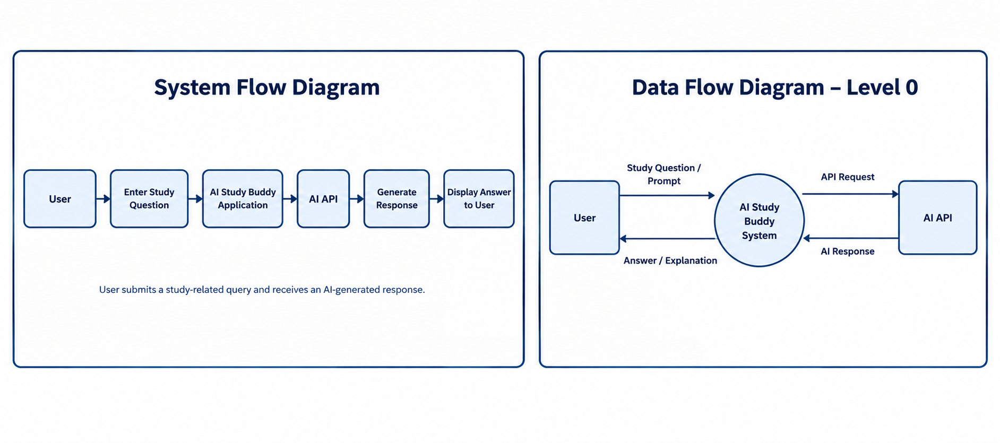 System Flow Diagram
User
Enter Study
Question
AI Study Buddy
Application
AI API
Generate
Response
Display Answer
to User
User submits a study-related query and receives an AI-generated response.
Data Flow Diagram – Level 0
Study Question /
Prompt
API Request
User
AI Study
Buddy
System
AI API
Answer / Explanation
AI Response